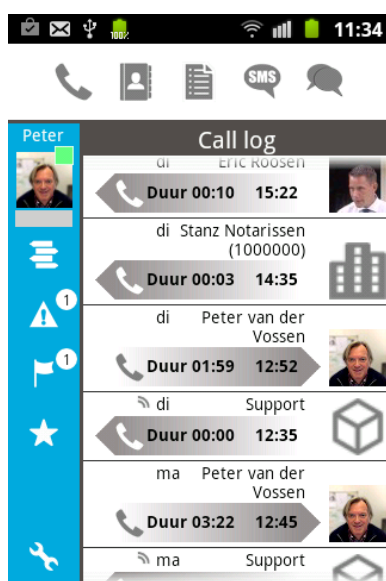 100%
11:34
SMS
Peter
Call log
di Eric Roosen
Duur 00:10 15:22
di Stanz Notarissen
(1000000)
Duur 00:03 14:35
di Peter van der
Vossen
Duur 01:59 12:52
di Support
Duur 00:00 12:35
ma Peter van der
Vossen
Duur 03:22 12:45
ma Support
1
1